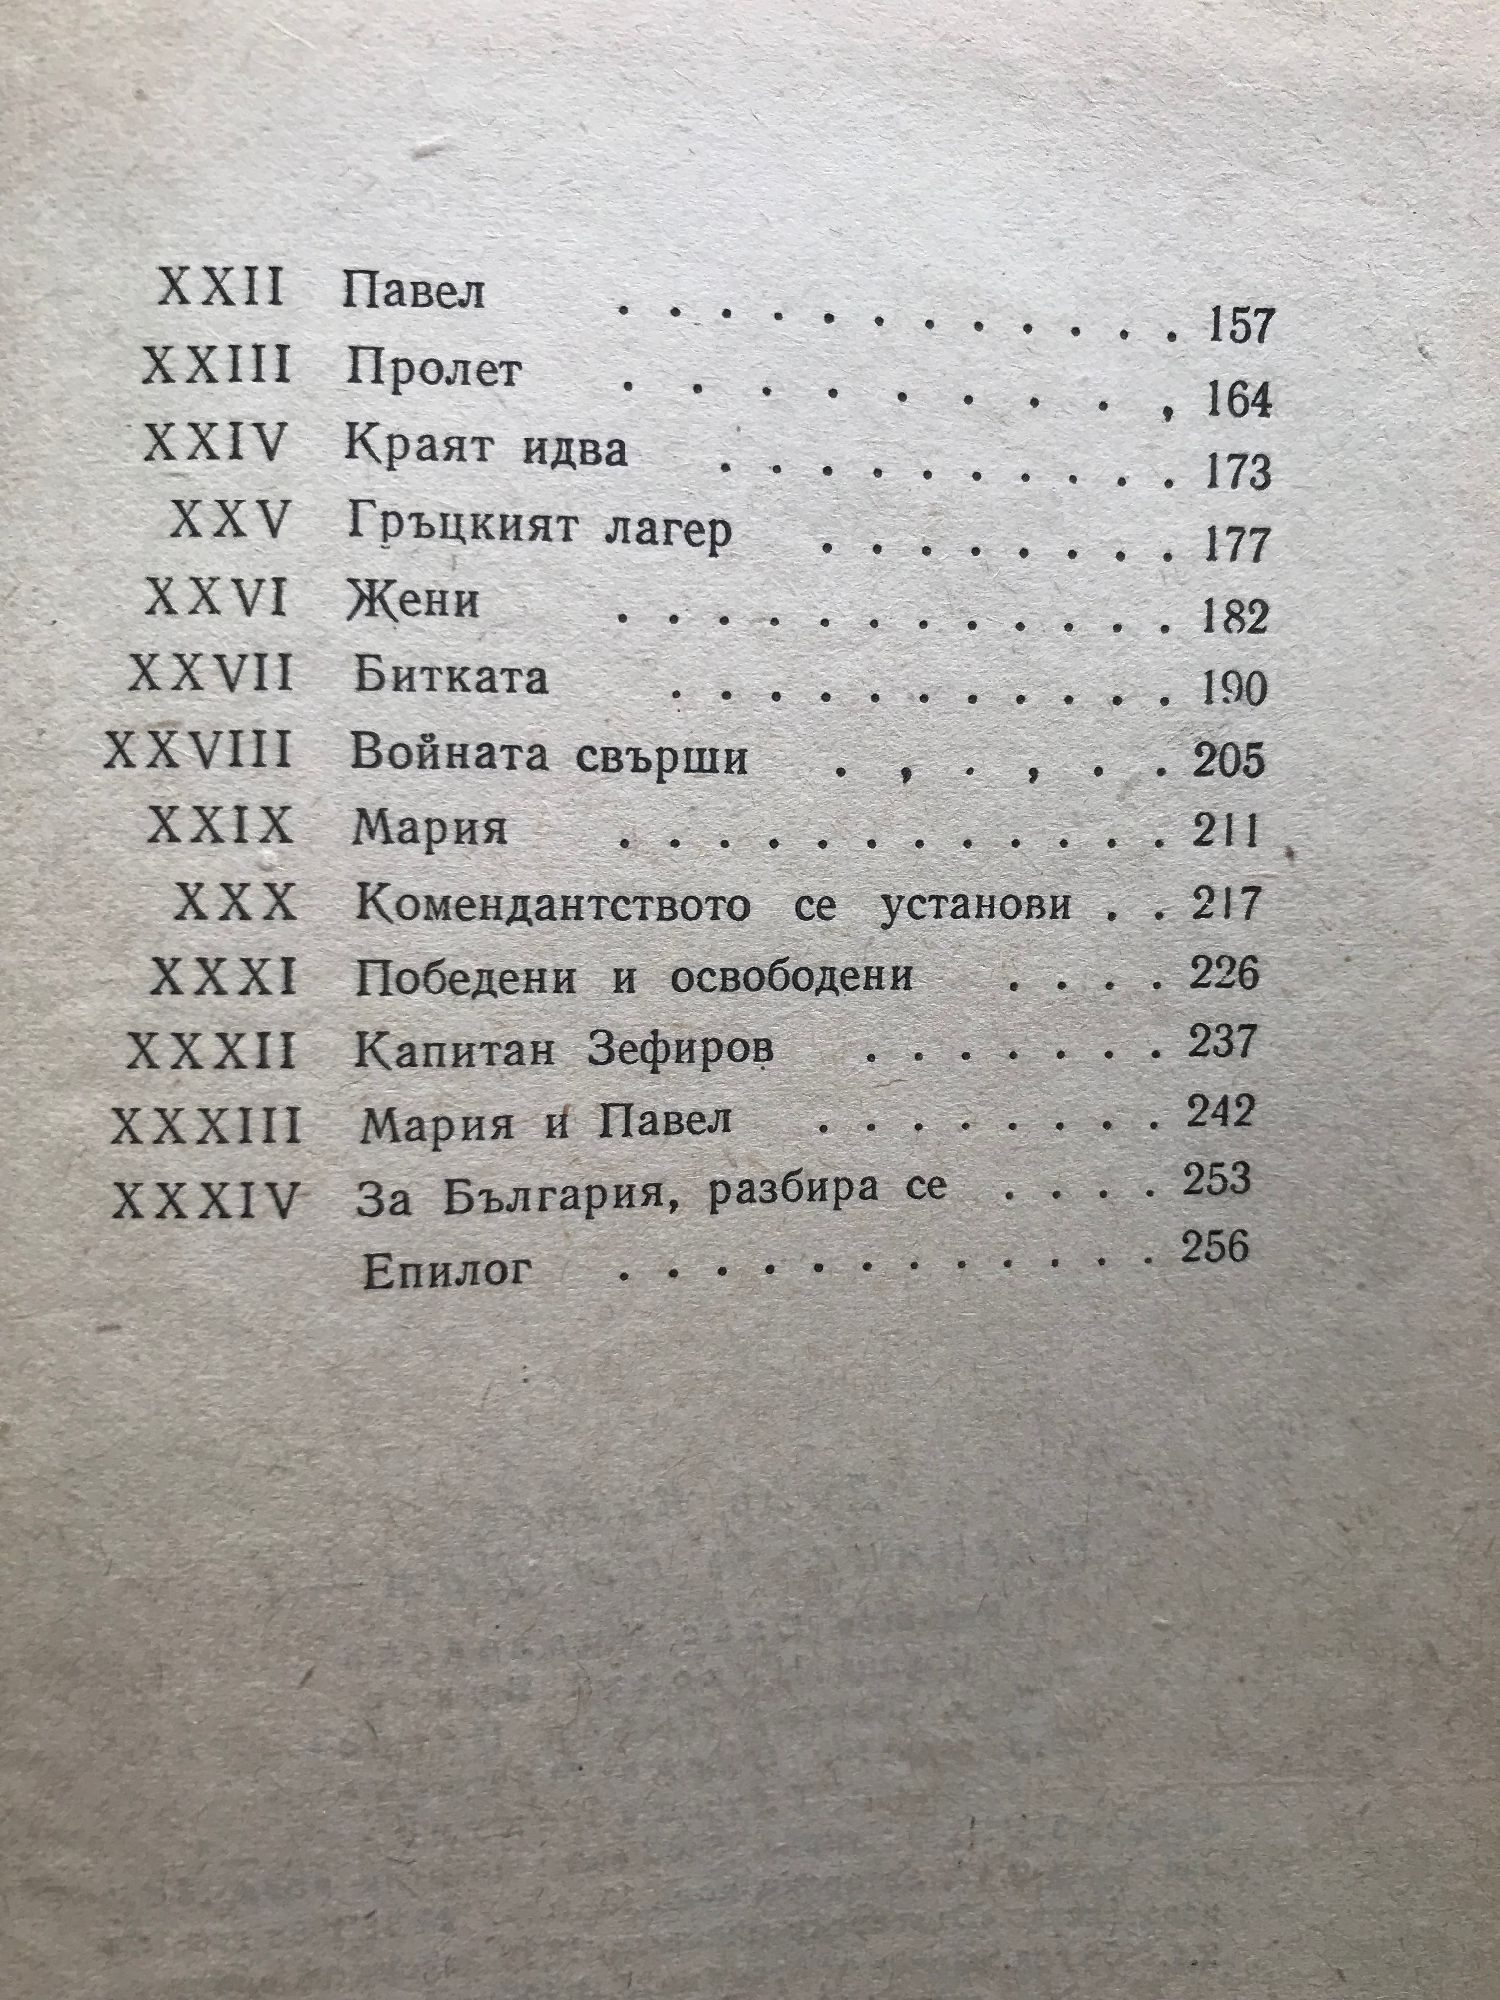 XXII Павел . . . . . . . . . . . . 157
XXIII Пролет . . . . . . . . , 164
XXIV Краят идва . . . . . . . . . . 173
XXV Гръцкият лагер . . . . . . . . 177
XXVI Жени . . . . . . . . . . . . 182
XXVII Битката . . . . . . . . . . . 190
XXVIII Войната свърши . , . , . . 205
XXIX Мария . . . . . . . . . . . . 211
XXX Комендантството се установи . . 217
XXXI Победени и освободени . . . . 226
XXXII Капитан Зефиров . . . . . . . 237
XXXIII Мария и Павел . . . . . . . . 242
XXXIV За България, разбира се . . . . 253
Епилог . . . . . . . . . . . . 256